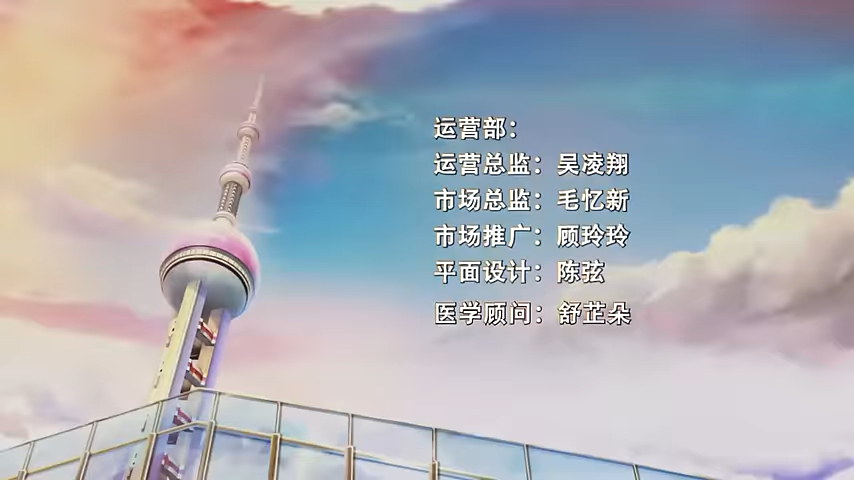 运营部：
运营总监：吴凌翔
市场总监：毛忆新
市场推广：顾玲玲
平面设计：陈弦
医学顾问：舒芷朵